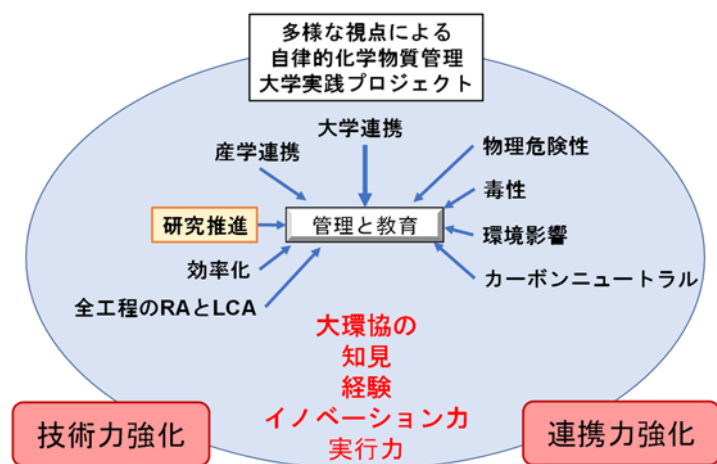 多様な視点による
自律的化学物質管理
大学実践プロジェクト
大学連携
産学連携
物理危険性
毒性
研究推進
管理と教育
環境影響
効率化
カーボンニュートラル
全工程のRAとLCA
大環協の
知見
経験
イノベーション力
実行力
技術力強化
連携力強化